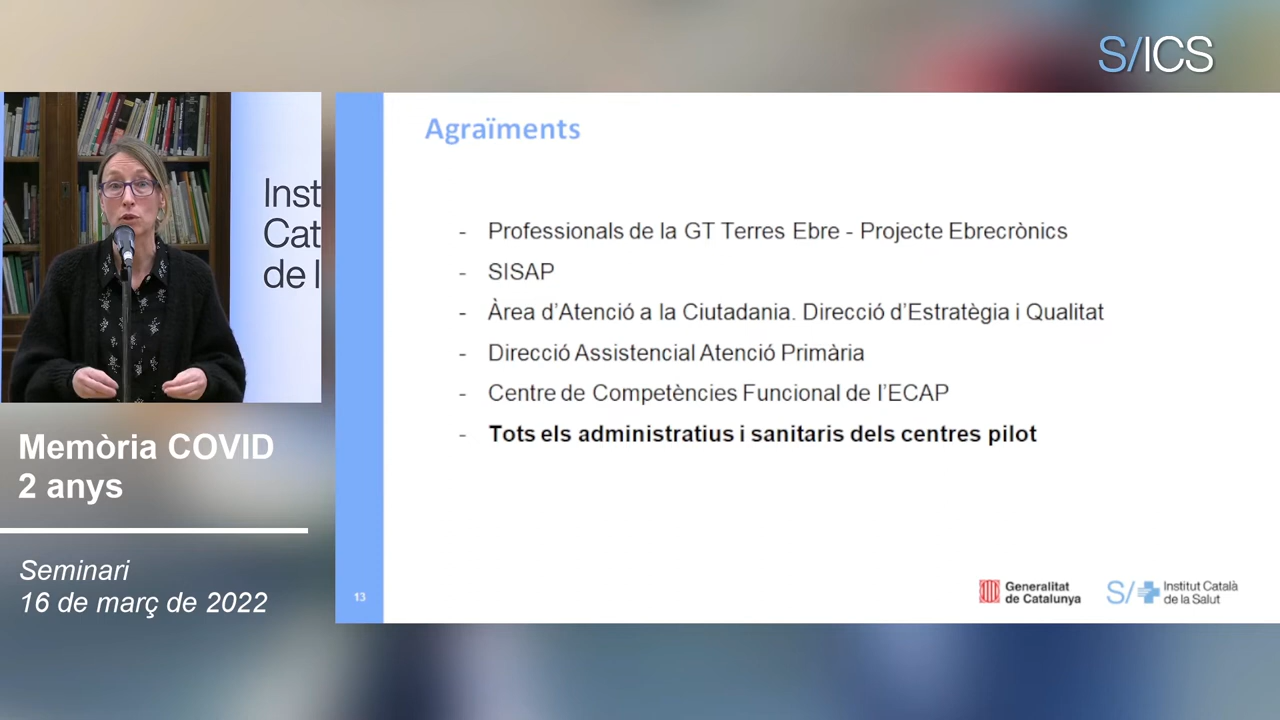 S/ICS
Inst
Cat
de l
Memòria COVID
2 anys
Seminari
16 de març de 2022
Agraïments
- Professionals de la GT Terres Ebre - Projecte Ebrecrònics
- SISAP
- Àrea d’Atenció a la Ciutadania. Direcció d’Estratègia i Qualitat
- Direcció Assistencial Atenció Primària
- Centre de Competències Funcional de l’ECAP
- Tots els administratius i sanitaris dels centres pilot
13
Generalitat
de Catalunya
S/
Institut Català
de la Salut